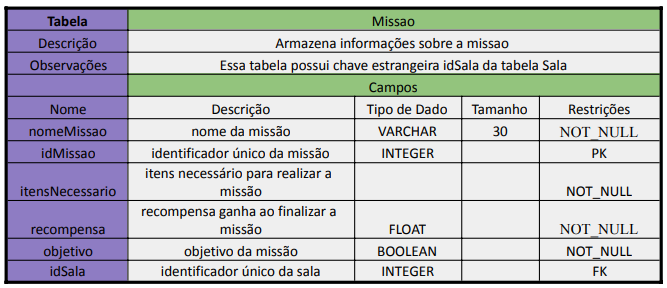 Tabela Missao
Descrição Armazena informações sobre a missao
Observações Essa tabela possui chave estrangeira idSala da tabela Sala
Campos
Nome Descrição Tipo de Dado Tamanho Restrições
nomeMissao nome da missão VARCHAR 30 NOT_NULL
idMissao identificador único da missão INTEGER PK
itensNecessario itens necessário para realizar a
missão NOT_NULL
recompensa recompensa ganha ao finalizar a
missão FLOAT NOT_NULL
objetivo objetivo da missão BOOLEAN NOT_NULL
idSala identificador único da sala INTEGER FK